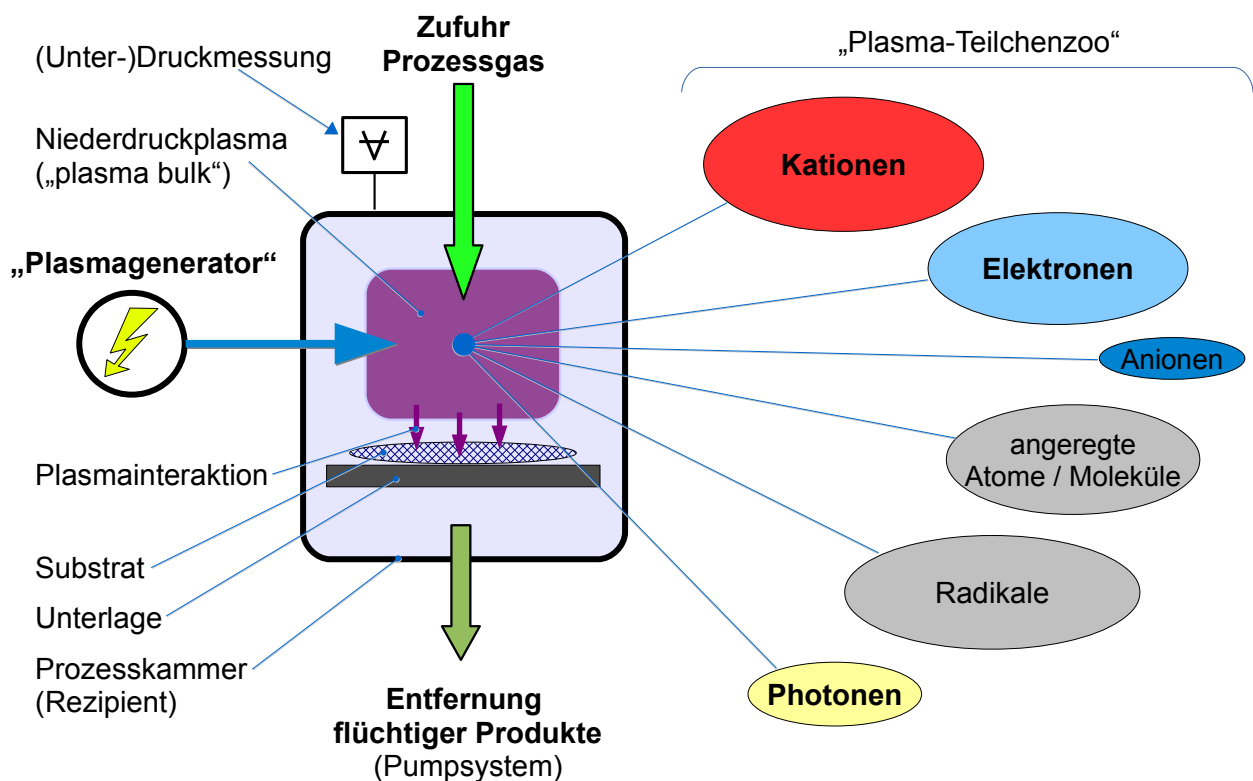 (Unter-)Druckmessung
Niederdruckplasma
(„plasma bulk“)
„Plasmagenerator“
Plasmainteraktion
Substrat
Unterlage
Prozesskammer
(Rezipient)
Zufuhr
Prozessgas
Entfernung
flüchtiger Produkte
(Pumpsystem)
„Plasma-Teilchenzoo“
Kationen
Elektronen
Anionen
angeregte
Atome / Moleküle
Radikale
Photonen